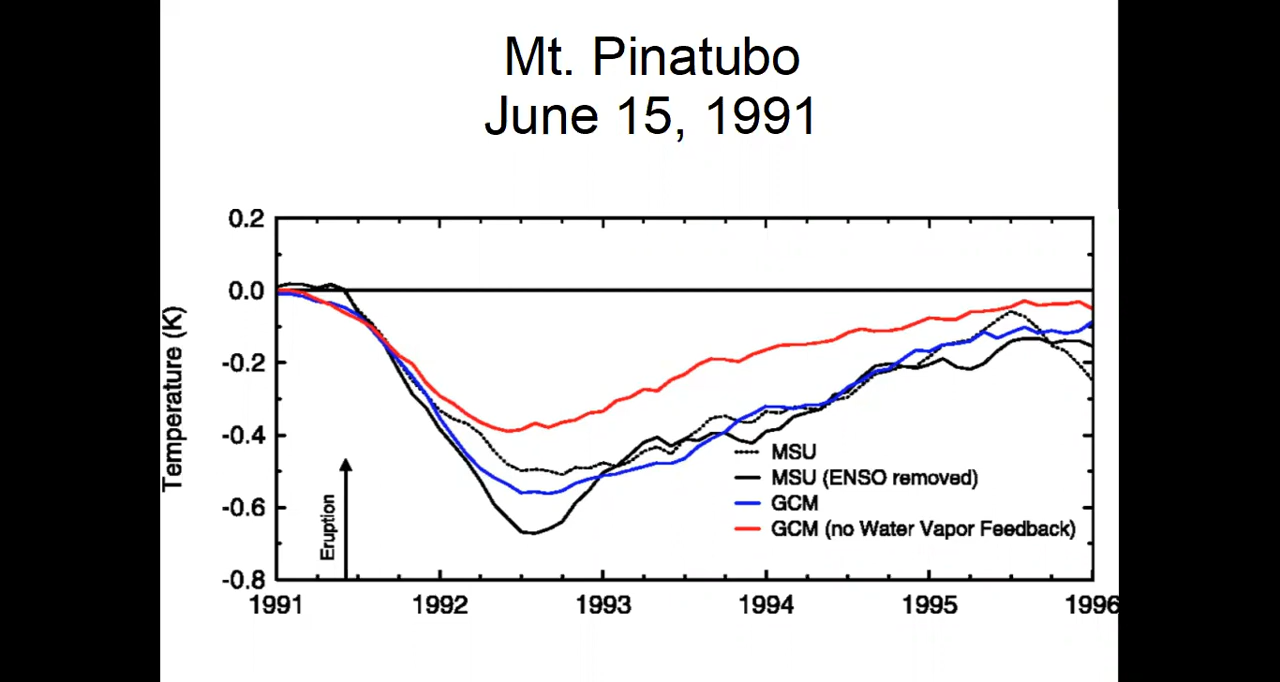 Mt. Pinatubo
June 15, 1991
0.2
0.0
-0.2
-0.4
-0.6
-0.8
Temperature (K)
Eruption
MSU
MSU (ENSO removed)
GCM
GCM (no Water Vapor Feedback)
1991 1992 1993 1994 1995 1996